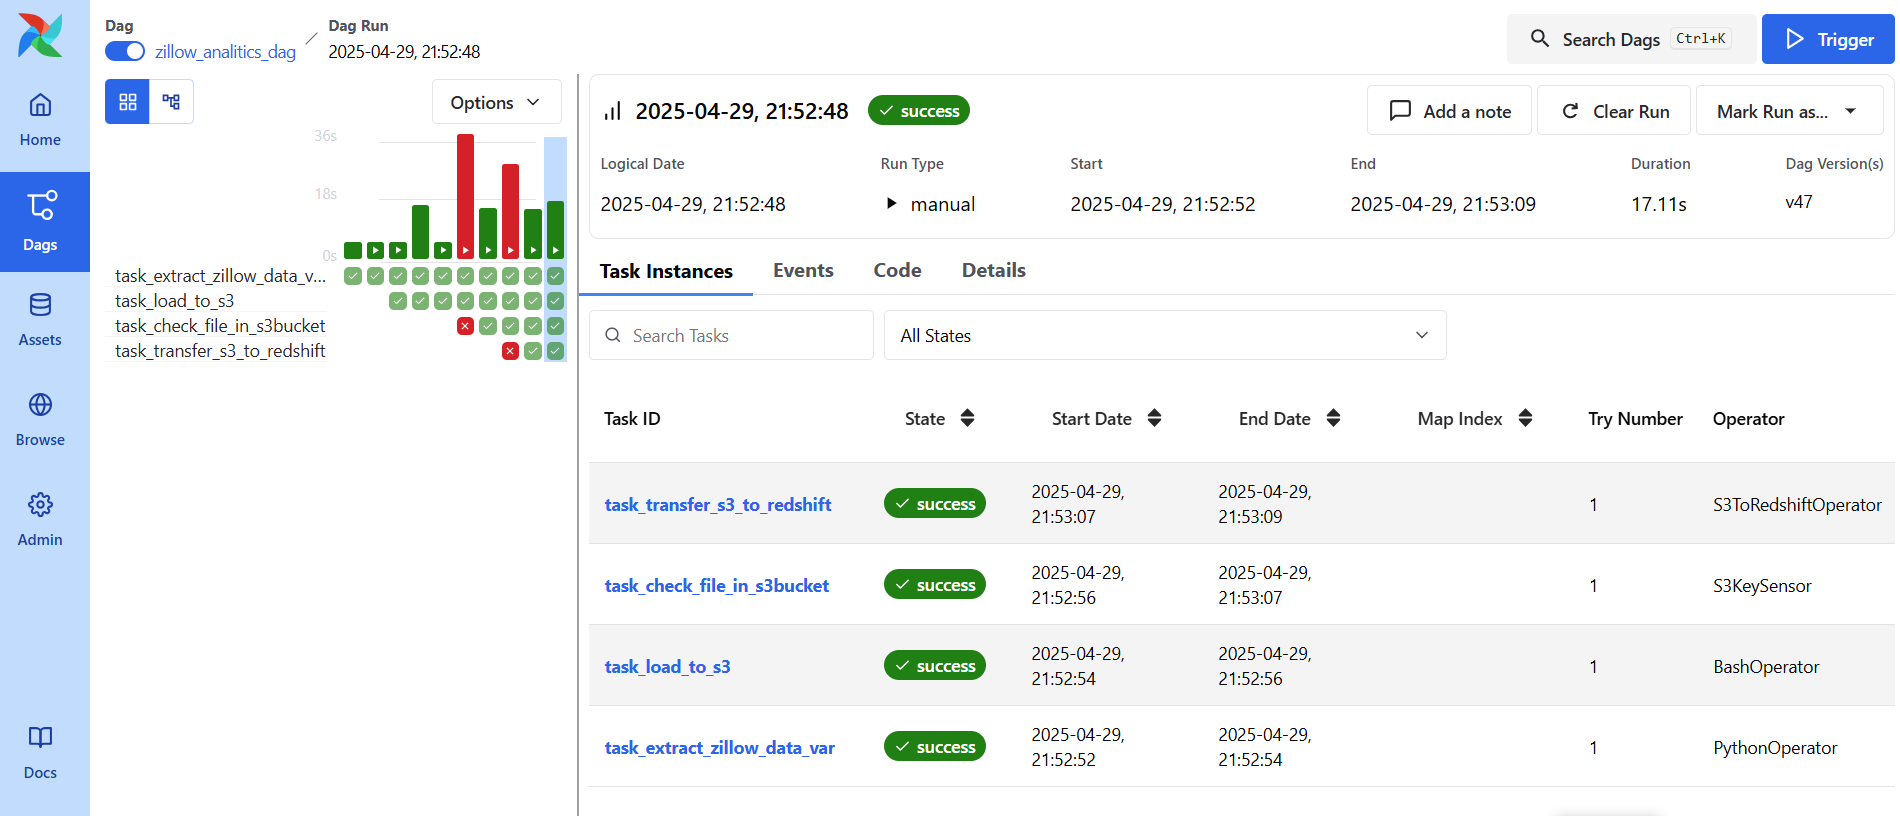 Dag
zillow_analitics_dag
Dag Run
2025-04-29, 21:52:48
Search Dags Ctrl+K
Trigger
Home
Dags
Assets
Browse
Admin
Docs
Options
36s
18s
0s
task_extract_zillow_data_v...
task_load_to_s3
task_check_file_in_s3bucket
task_transfer_s3_to_redshift
2025-04-29, 21:52:48 success
Add a note
Clear Run
Mark Run as...
Logical Date Run Type Start End Duration Dag Version(s)
2025-04-29, 21:52:48 manual 2025-04-29, 21:52:52 2025-04-29, 21:53:09 17.11s v47
Task Instances Events Code Details
Search Tasks
All States
Task ID State Start Date End Date Map Index Try Number Operator
task_transfer_s3_to_redshift success 2025-04-29, 21:53:07 2025-04-29, 21:53:09 1 S3ToRedshiftOperator
task_check_file_in_s3bucket success 2025-04-29, 21:52:56 2025-04-29, 21:53:07 1 S3KeySensor
task_load_to_s3 success 2025-04-29, 21:52:54 2025-04-29, 21:52:56 1 BashOperator
task_extract_zillow_data_var success 2025-04-29, 21:52:52 2025-04-29, 21:52:54 1 PythonOperator